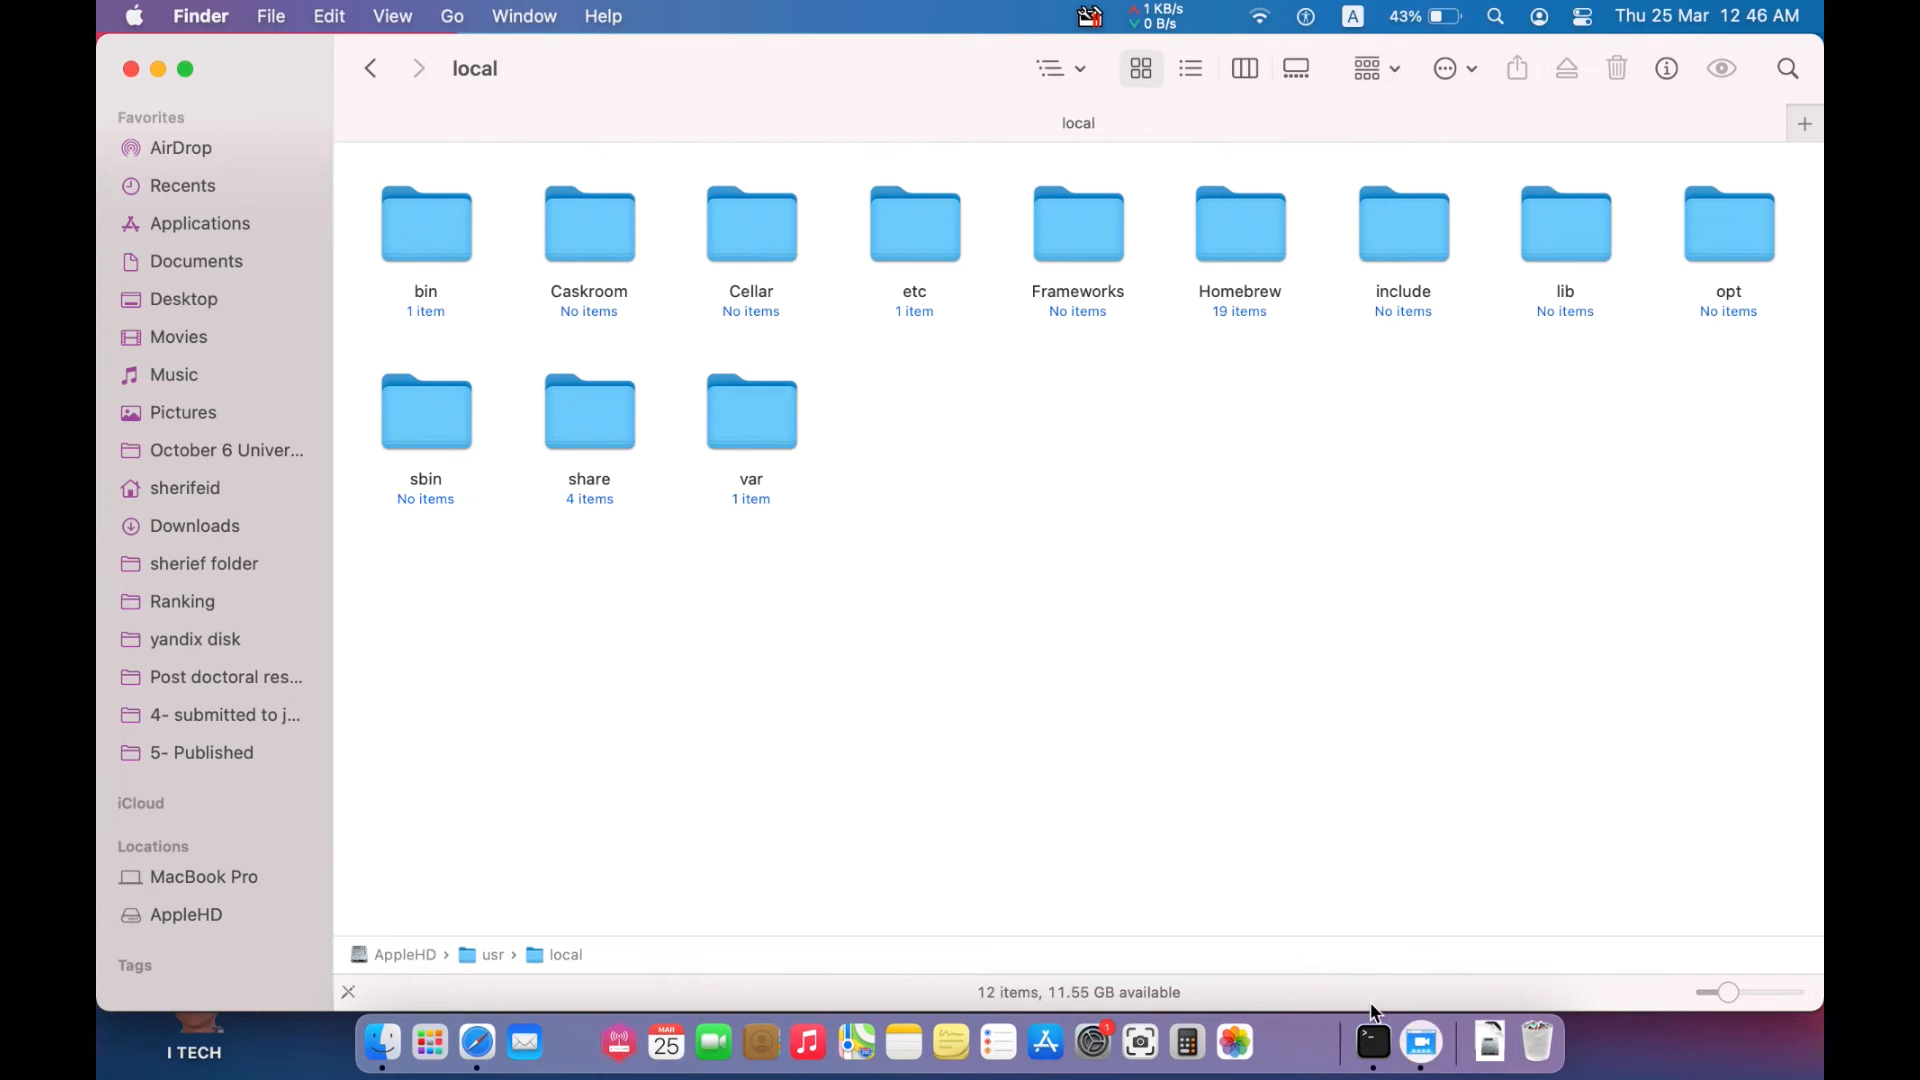 Finder File Edit View Go Window Help 1 KB/s 0 B/s A 43% Thu 25 Mar 12 46 AM
local
local
Favorites
AirDrop
Recents
Applications
Documents
Desktop
Movies
Music
Pictures
October 6 Univer...
sherifeid
Downloads
sherief folder
Ranking
yandix disk
Post doctoral res...
4- submitted to j...
5- Published
iCloud
Locations
MacBook Pro
AppleHD
Tags
bin Caskroom Cellar etc Frameworks Homebrew include lib opt
1 item No items No items 1 item No items 19 items No items No items No items
sbin share var
No items 4 items 1 item
AppleHD › usr › local
12 items, 11.55 GB available
I TECH
MAR
25
1